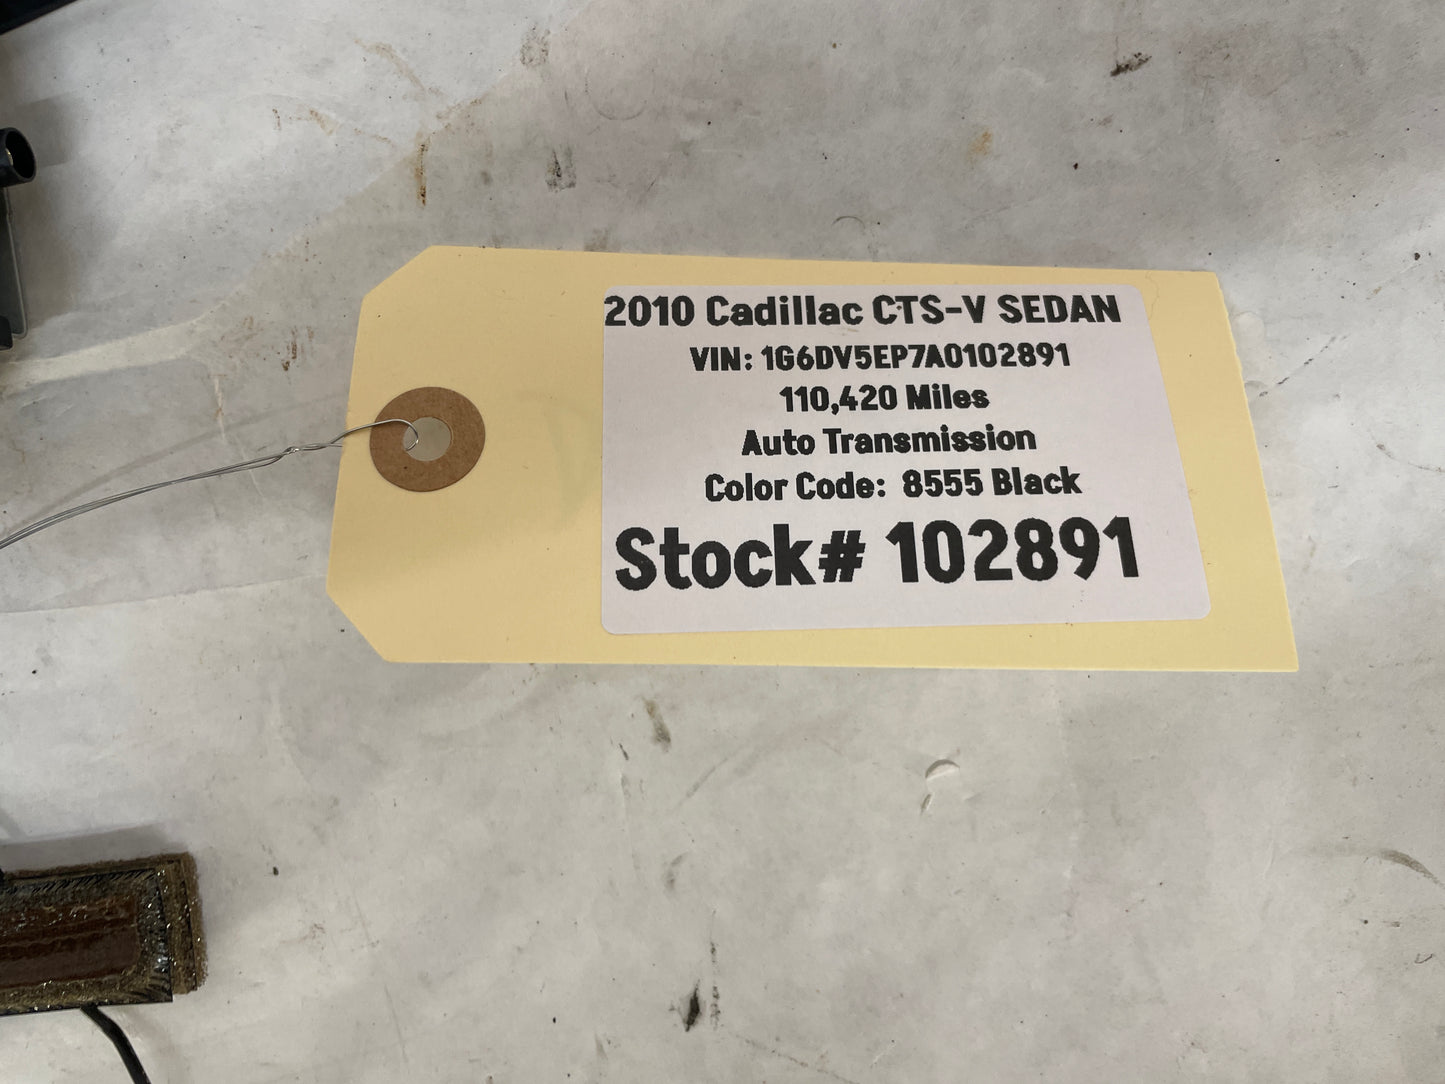 2010 Cadillac CTS-V SEDAN
VIN: 1G6DV5EP7A0102891
110,420 Miles
Auto Transmission
Color Code: 8555 Black
Stock# 102891